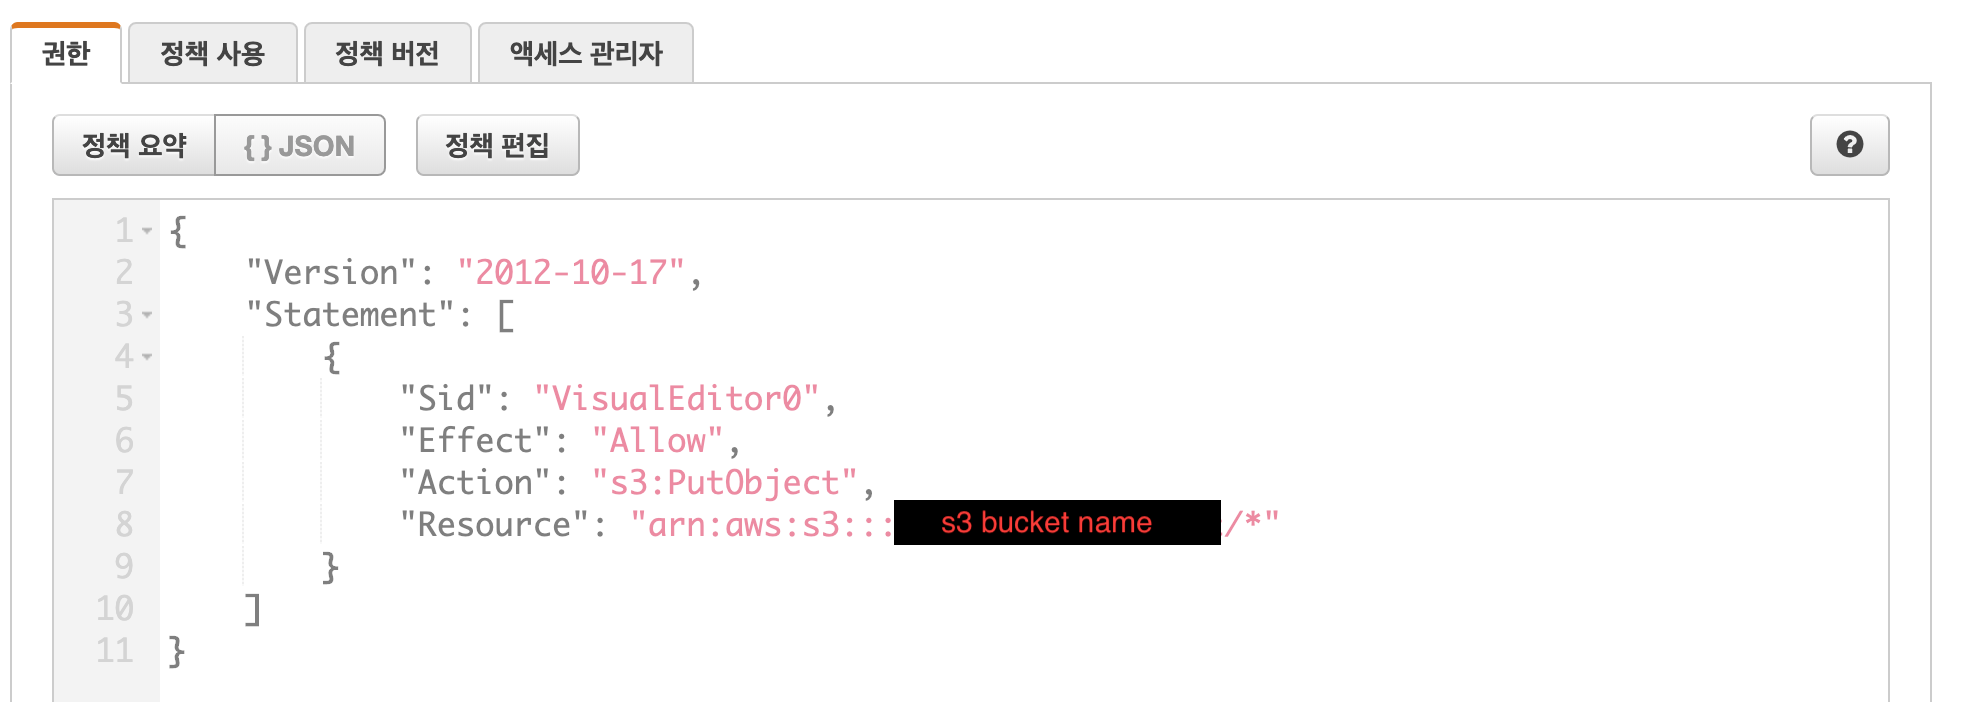 권한 정책 사용 정책 버전 액세스 관리자
정책 요약 { } JSON 정책 편집 ?
1 {
2 "Version": "2012-10-17",
3 "Statement": [
4 {
5 "Sid": "VisualEditor0",
6 "Effect": "Allow",
7 "Action": "s3:PutObject",
8 "Resource": "arn:aws:s3:::s3 bucket name/*"
9 }
10 ]
11 }